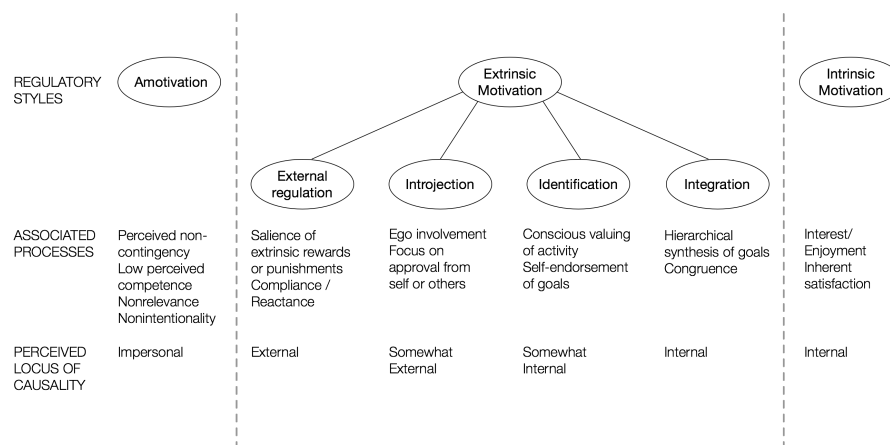 REGULATORY
STYLES
Amotivation
Extrinsic
Motivation
Intrinsic
Motivation
External
regulation
Introjection
Identification
Integration
ASSOCIATED
PROCESSES
Perceived non-
contingency
Low perceived
competence
Nonrelevance
Nonintentionality
Salience of
extrinsic rewards
or punishments
Compliance /
Reactance
Ego involvement
Focus on
approval from
self or others
Conscious valuing
of activity
Self-endorsement
of goals
Hierarchical
synthesis of goals
Congruence
Interest/
Enjoyment
Inherent
satisfaction
PERCEIVED
LOCUS OF
CAUSALITY
Impersonal
External
Somewhat
External
Somewhat
Internal
Internal
Internal